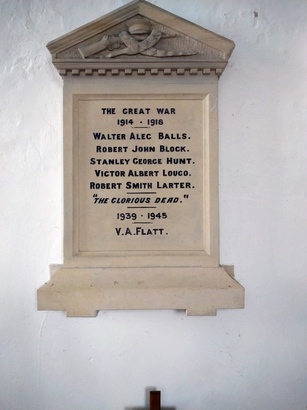 THE GREAT WAR
1914 · 1918
WALTER ALEC BALLS.
ROBERT JOHN BLOCK.
STANLEY GEORGE HUNT.
VICTOR ALBERT LOUCO.
ROBERT SMITH LARTER.
"THE GLORIOUS DEAD."
1939 · 1945
V.A. FLATT.